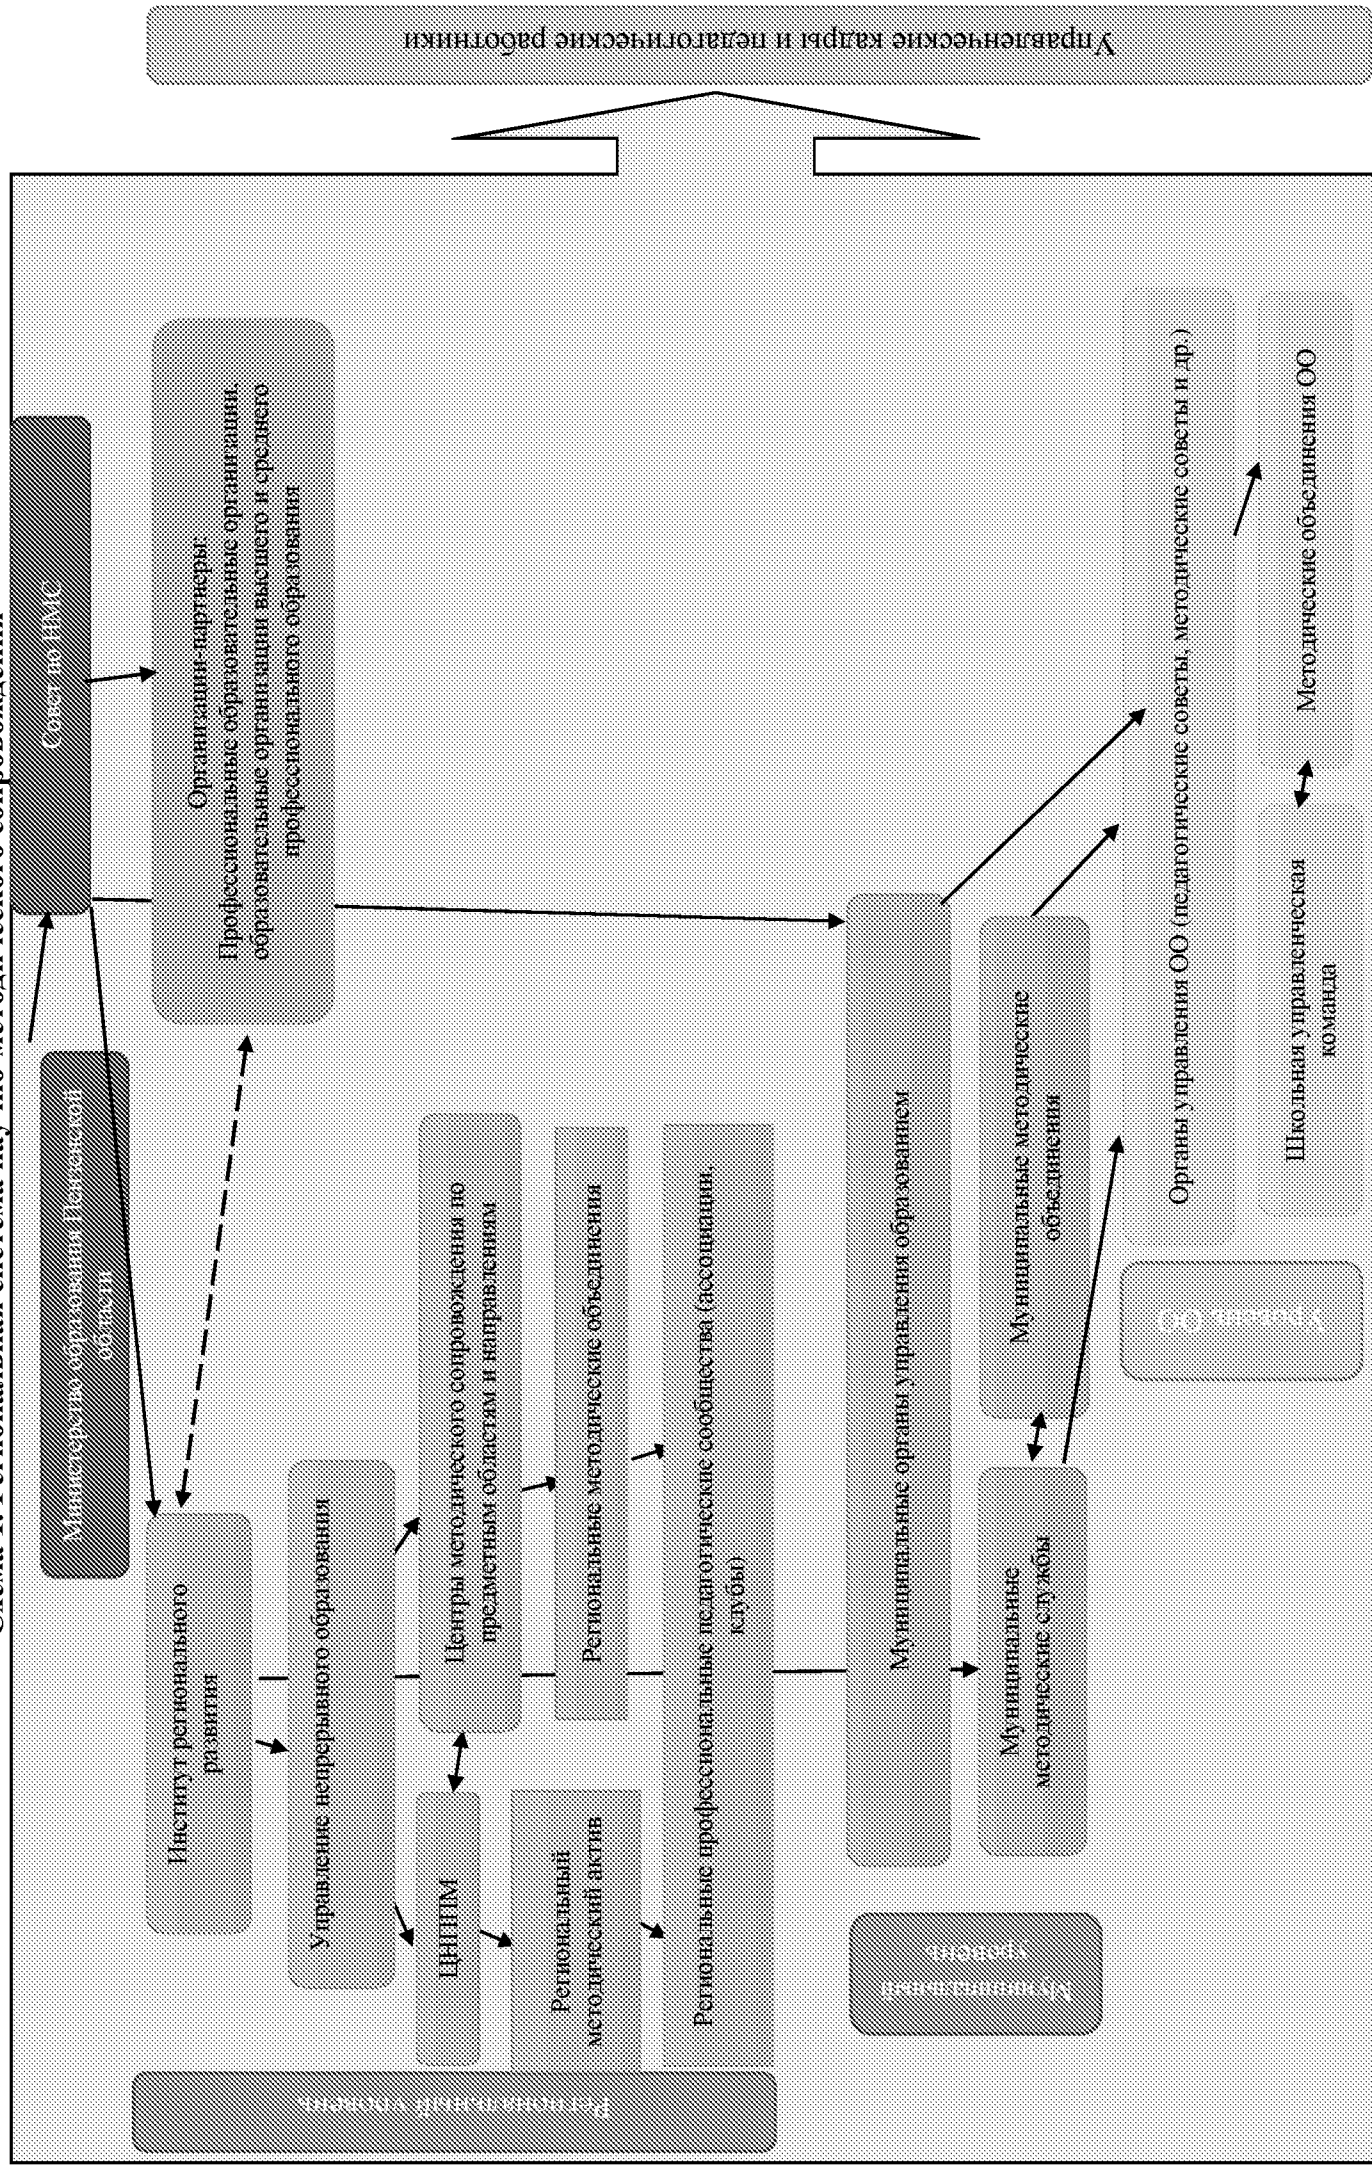 Схема 1. Региональная система научно-методического сопровождения
Министерство образования Пензенской
области
Совет по НМС
Институт регионального
развития
Организации-партнеры:
Профессиональные образовательные организации,
образовательные организации высшего и среднего
профессионального образования
Региональный уровень
Управление непрерывного образования
ЦНППМ
Центры методического сопровождения по
предметным областям и направлениям
Региональный
методический актив
Региональные методические объединения
Региональные профессиональные педагогические сообщества (ассоциации,
клубы)
Муниципальный
уровень
Муниципальные органы управления образованием
Муниципальные
методические службы
Муниципальные методические
объединения
Уровень ОО
Органы управления ОО (педагогические советы, методические советы и др.)
Школьная управленческая
команда
Методические объединения ОО
Управленческие кадры и педагогические работники